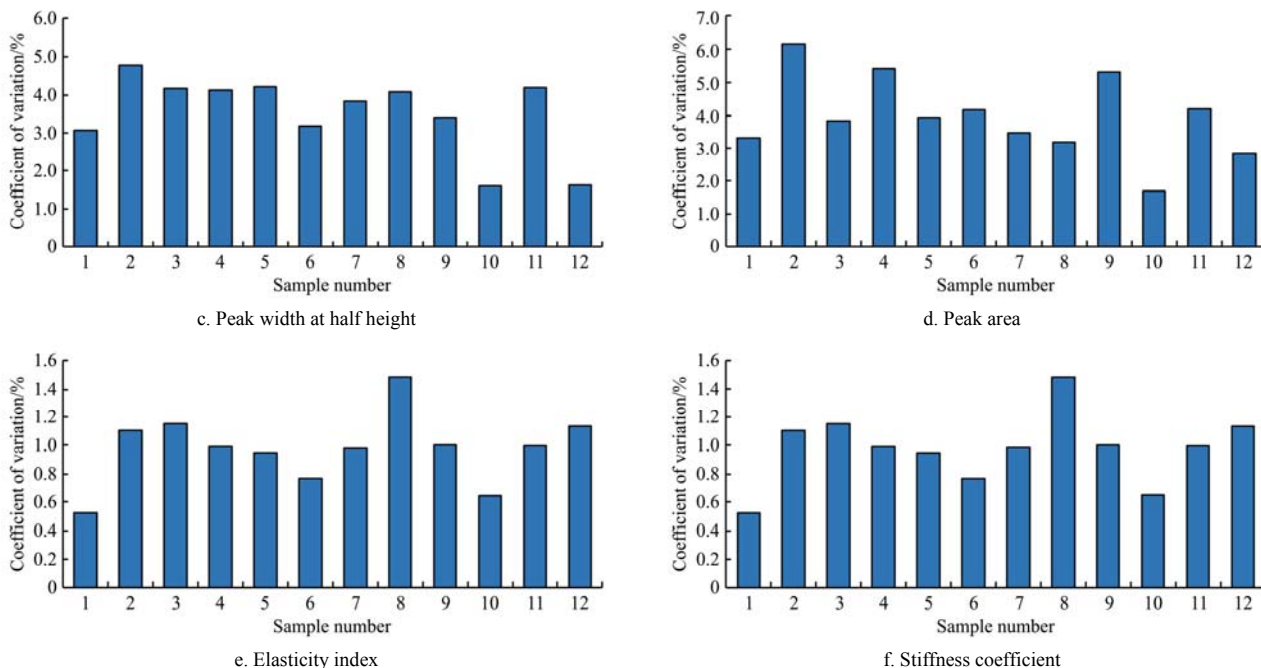 6.0
5.0
4.0
3.0
2.0
1.0
0
Coefficient of variation/%
1 2 3 4 5 6 7 8 9 10 11 12
Sample number
c. Peak width at half height
7.0
6.0
5.0
4.0
3.0
2.0
1.0
0
Coefficient of variation/%
1 2 3 4 5 6 7 8 9 10 11 12
Sample number
d. Peak area
1.6
1.4
1.2
1.0
0.8
0.6
0.4
0.2
0
Coefficient of variation/%
1 2 3 4 5 6 7 8 9 10 11 12
Sample number
e. Elasticity index
1.6
1.4
1.2
1.0
0.8
0.6
0.4
0.2
0
Coefficient of variation/%
1 2 3 4 5 6 7 8 9 10 11 12
Sample number
f. Stiffness coefficient